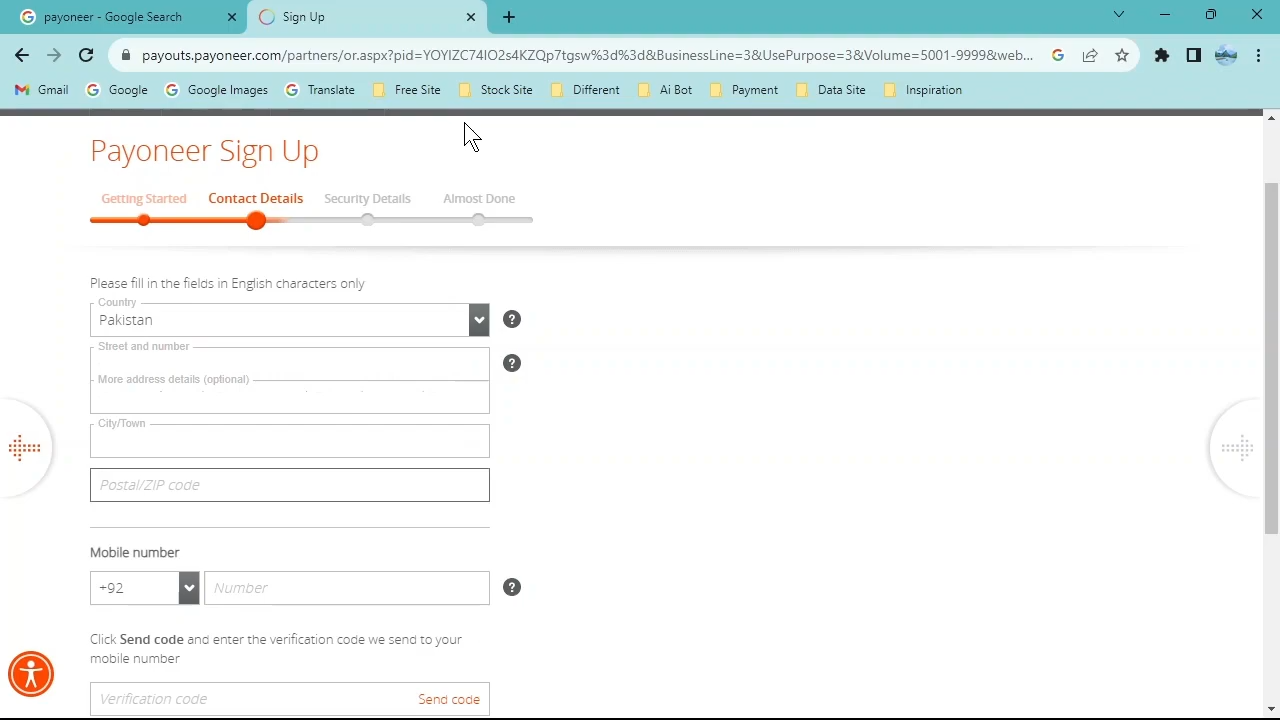 payoneer - Google Search
Sign Up
payouts.payoneer.com/partners/or.aspx?pid=YOYIZC74IO2s4KZQp7tgsw%3d%3d&BusinessLine=3&UsePurpose=3&Volume=5001-9999&web...
Gmail Google Google Images Translate Free Site Stock Site Different Ai Bot Payment Data Site Inspiration
Payoneer Sign Up
Getting Started Contact Details Security Details Almost Done
Please fill in the fields in English characters only
Country
Pakistan
Street and number
More address details (optional)
City/Town
Postal/ZIP code
Mobile number
+92 Number
Click Send code and enter the verification code we send to your
mobile number
Verification code Send code